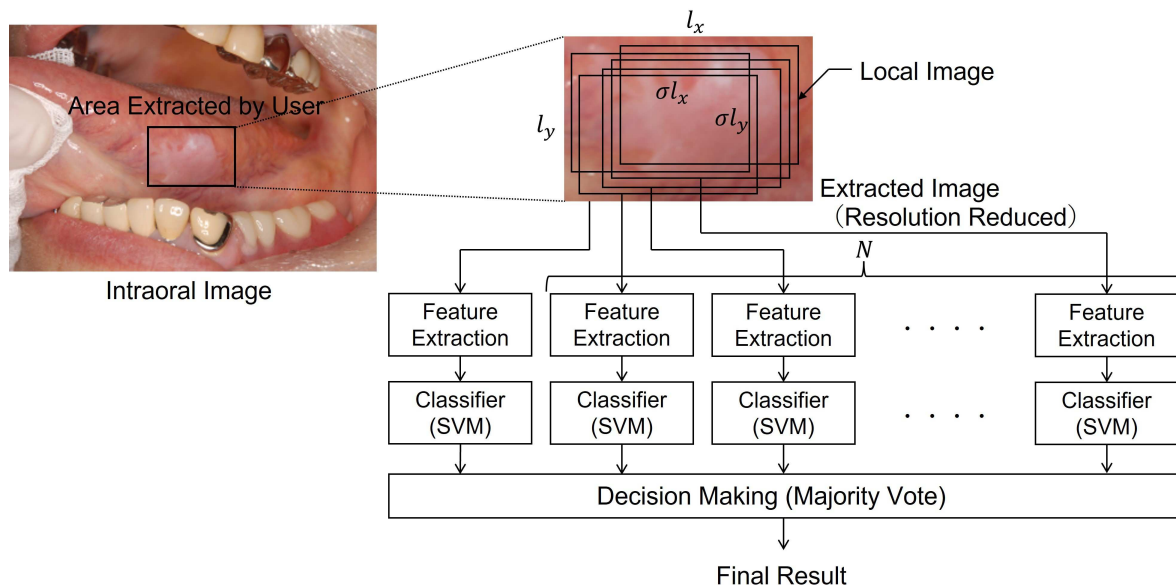 l_x
Local Image
Area Extracted by User
σl_x
l_y
σl_y
Extracted Image
（Resolution Reduced）
N
Intraoral Image
Feature
Extraction
Feature
Extraction
Feature
Extraction
. . . .
Feature
Extraction
Classifier
(SVM)
Classifier
(SVM)
Classifier
(SVM)
. . . .
Classifier
(SVM)
Decision Making (Majority Vote)
Final Result